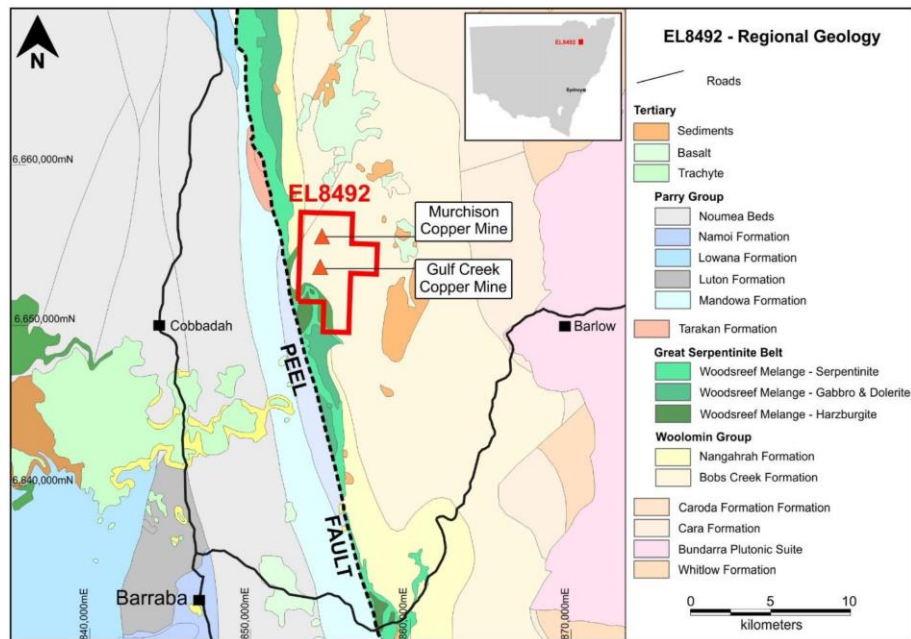 N
EL8492
Sydney
6,660,000mN
EL8492
Murchison
Copper Mine
Gulf Creek
Copper Mine
6,650,000mN
Cobbadah
Barlow
PEEL
6,840,000mN
FAULT
Barraba
840,000mE
850,000mE
860,000mE
870,000mE
EL8492 - Regional Geology
Roads
Tertiary
Sediments
Basalt
Trachyte
Parry Group
Noumea Beds
Namoi Formation
Lowana Formation
Luton Formation
Mandowa Formation
Tarakan Formation
Great Serpentinite Belt
Woodsreef Melange - Serpentinite
Woodsreef Melange - Gabbro & Dolerite
Woodsreef Melange - Harzburgite
Woolomin Group
Nangahrah Formation
Bobs Creek Formation
Caroda Formation Formation
Cara Formation
Bundarra Plutonic Suite
Whitlow Formation
0 5 10
kilometers